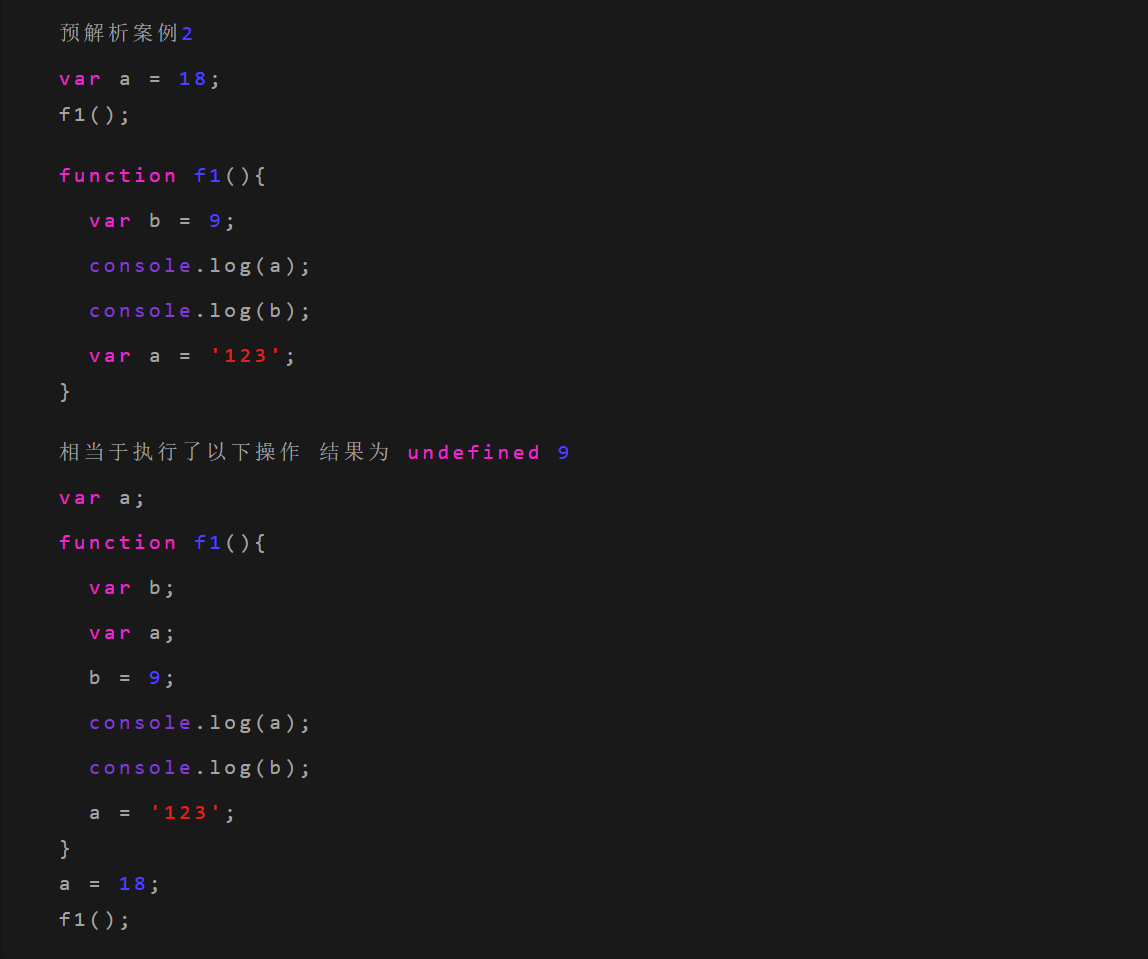 预解析案例2
var a = 18;
f1();
function f1(){
var b = 9;
console.log(a);
console.log(b);
var a = '123';
}
相当于执行了以下操作 结果为 undefined 9
var a;
function f1(){
var b;
var a;
b = 9;
console.log(a);
console.log(b);
a = '123';
}
a = 18;
f1();